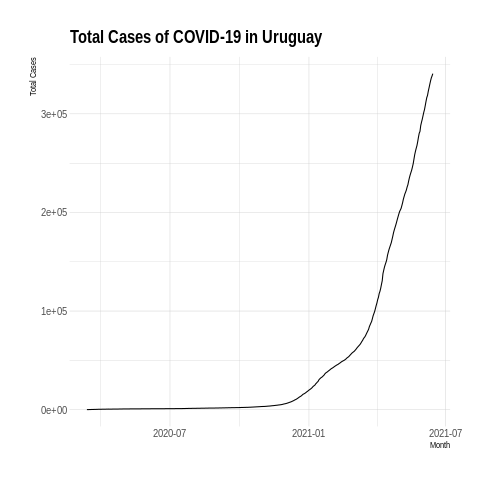 Total Cases of COVID-19 in Uruguay
Total Cases
3e+05
2e+05
1e+05
0e+00
2020-07 2021-01 2021-07
Month